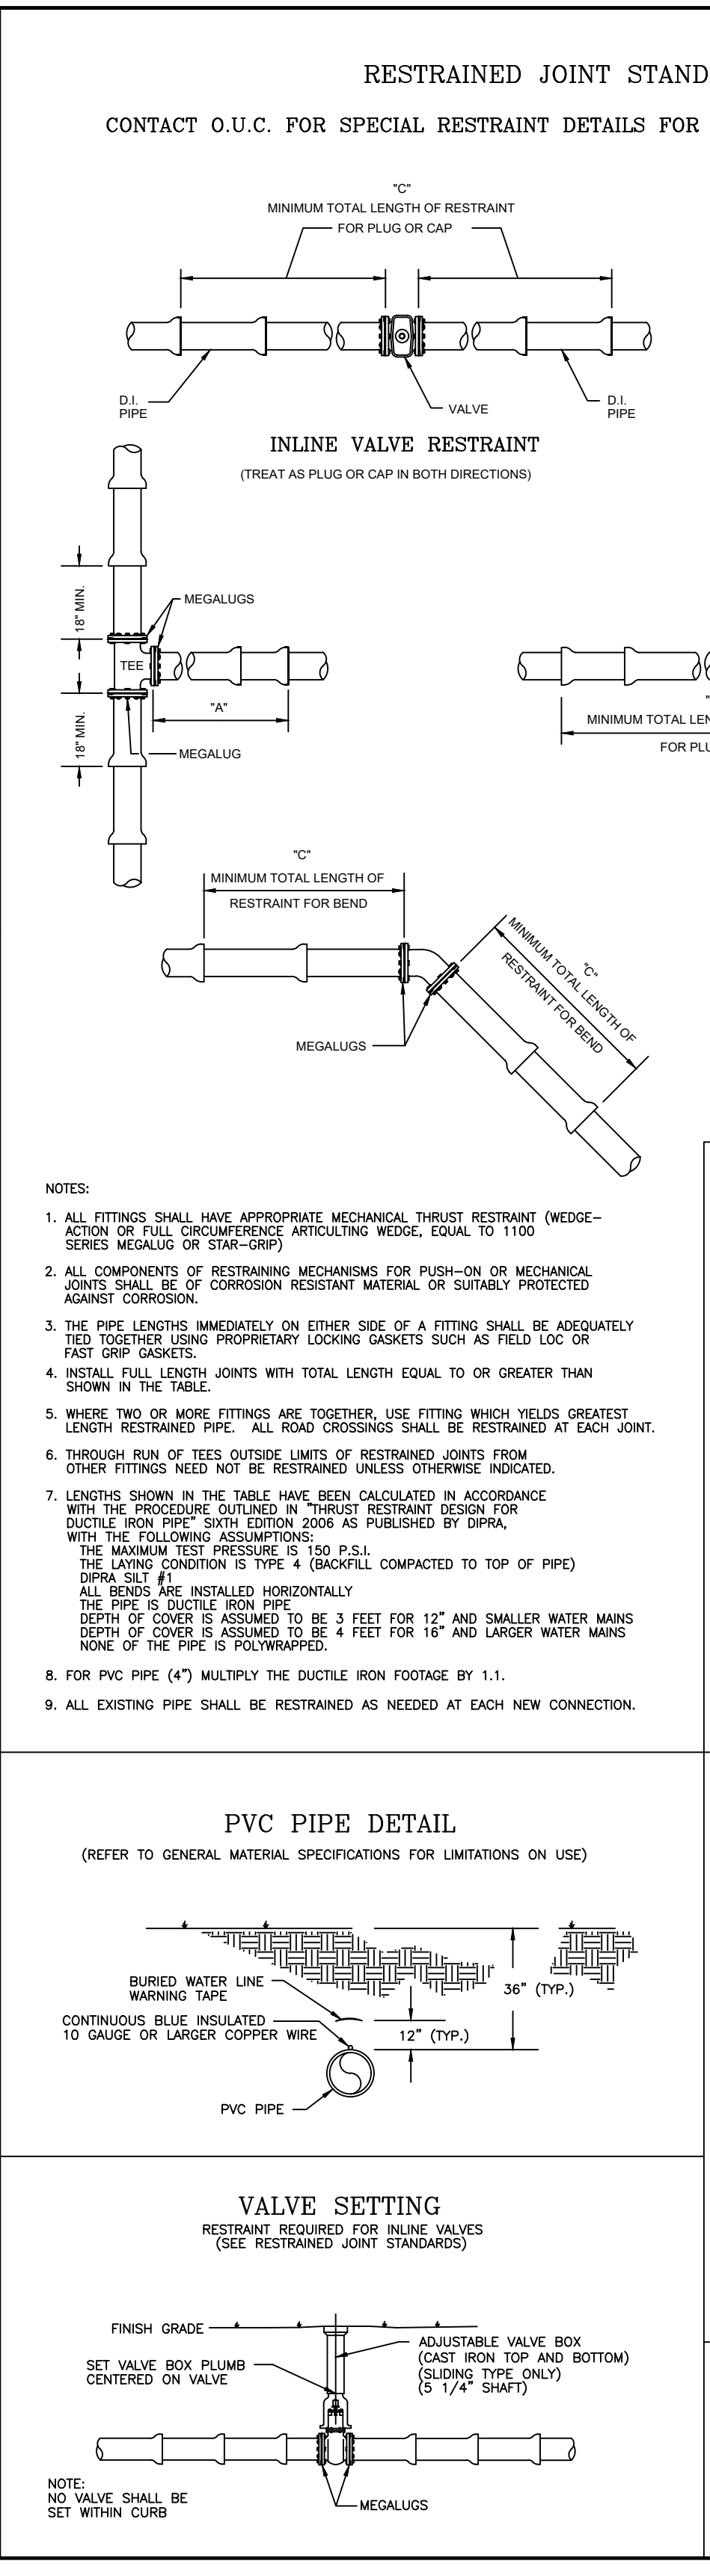 RESTRAINED JOINT STAND
CONTACT O.U.C. FOR SPECIAL RESTRAINT DETAILS FOR
"C"
MINIMUM TOTAL LENGTH OF RESTRAINT
FOR PLUG OR CAP
D.I.
PIPE
VALVE
D.I.
PIPE
INLINE VALVE RESTRAINT
(TREAT AS PLUG OR CAP IN BOTH DIRECTIONS)
18" MIN.
MEGALUGS
TEE
"A"
18" MIN.
MEGALUG
"
MINIMUM TOTAL LEN
FOR PLU
"C"
MINIMUM TOTAL LENGTH OF
RESTRAINT FOR BEND
"C"
MINIMUM TOTAL LENGTH OF
RESTRAINT FOR BEND
MEGALUGS
NOTES:
1. ALL FITTINGS SHALL HAVE APPROPRIATE MECHANICAL THRUST RESTRAINT (WEDGE-
ACTION OR FULL CIRCUMFERENCE ARTICULTING WEDGE, EQUAL TO 1100
SERIES MEGALUG OR STAR-GRIP)
2. ALL COMPONENTS OF RESTRAINING MECHANISMS FOR PUSH-ON OR MECHANICAL
JOINTS SHALL BE OF CORROSION RESISTANT MATERIAL OR SUITABLY PROTECTED
AGAINST CORROSION.
3. THE PIPE LENGTHS IMMEDIATELY ON EITHER SIDE OF A FITTING SHALL BE ADEQUATELY
TIED TOGETHER USING PROPRIETARY LOCKING GASKETS SUCH AS FIELD LOC OR
FAST GRIP GASKETS.
4. INSTALL FULL LENGTH JOINTS WITH TOTAL LENGTH EQUAL TO OR GREATER THAN
SHOWN IN THE TABLE.
5. WHERE TWO OR MORE FITTINGS ARE TOGETHER, USE FITTING WHICH YIELDS GREATEST
LENGTH RESTRAINED PIPE. ALL ROAD CROSSINGS SHALL BE RESTRAINED AT EACH JOINT.
6. THROUGH RUN OF TEES OUTSIDE LIMITS OF RESTRAINED JOINTS FROM
OTHER FITTINGS NEED NOT BE RESTRAINED UNLESS OTHERWISE INDICATED.
7. LENGTHS SHOWN IN THE TABLE HAVE BEEN CALCULATED IN ACCORDANCE
WITH THE PROCEDURE OUTLINED IN "THRUST RESTRAINT DESIGN FOR
DUCTILE IRON PIPE" SIXTH EDITION 2006 AS PUBLISHED BY DIPRA,
WITH THE FOLLOWING ASSUMPTIONS:
THE MAXIMUM TEST PRESSURE IS 150 P.S.I.
THE LAYING CONDITION IS TYPE 4 (BACKFILL COMPACTED TO TOP OF PIPE)
DIPRA SILT #1
ALL BENDS ARE INSTALLED HORIZONTALLY
THE PIPE IS DUCTILE IRON PIPE
DEPTH OF COVER IS ASSUMED TO BE 3 FEET FOR 12" AND SMALLER WATER MAINS
DEPTH OF COVER IS ASSUMED TO BE 4 FEET FOR 16" AND LARGER WATER MAINS
NONE OF THE PIPE IS POLYWRAPPED.
8. FOR PVC PIPE (4") MULTIPLY THE DUCTILE IRON FOOTAGE BY 1.1.
9. ALL EXISTING PIPE SHALL BE RESTRAINED AS NEEDED AT EACH NEW CONNECTION.
PVC PIPE DETAIL
(REFER TO GENERAL MATERIAL SPECIFICATIONS FOR LIMITATIONS ON USE)
BURIED WATER LINE
WARNING TAPE
36" (TYP.)
CONTINUOUS BLUE INSULATED
10 GAUGE OR LARGER COPPER WIRE
12" (TYP.)
PVC PIPE
VALVE SETTING
RESTRAINT REQUIRED FOR INLINE VALVES
(SEE RESTRAINED JOINT STANDARDS)
FINISH GRADE
ADJUSTABLE VALVE BOX
(CAST IRON TOP AND BOTTOM)
(SLIDING TYPE ONLY)
(5 1/4" SHAFT)
SET VALVE BOX PLUMB
CENTERED ON VALVE
NOTE:
NO VALVE SHALL BE
SET WITHIN CURB
MEGALUGS